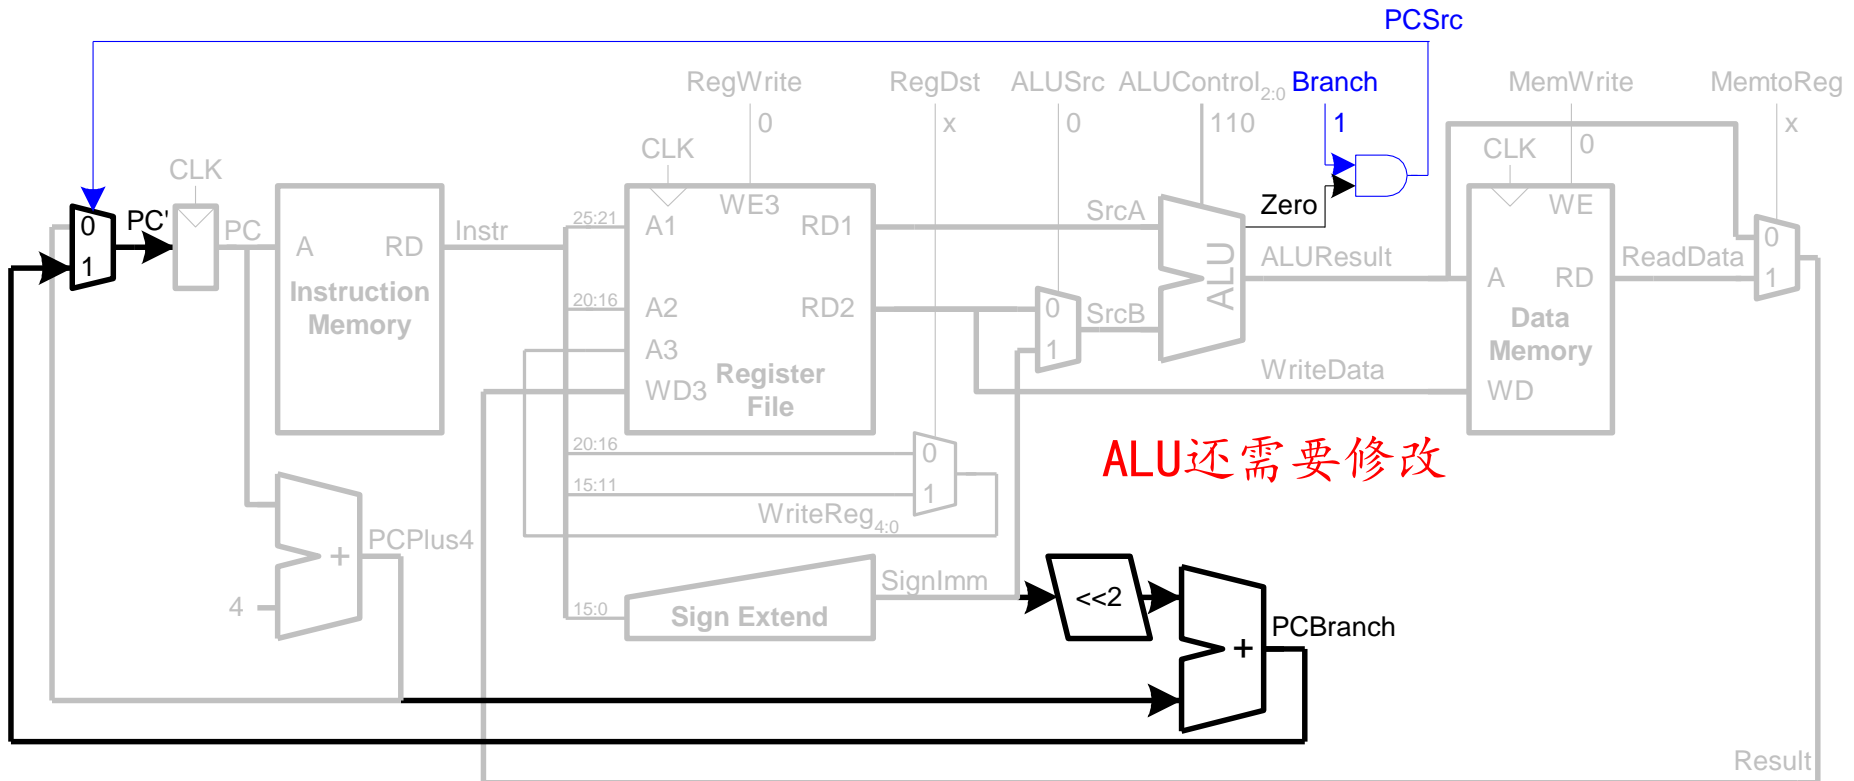 PCSrc
RegWrite RegDst ALUSrc ALUControl2:0 Branch MemWrite MemtoReg
0 x 0 110 1 0 x
CLK CLK CLK
0 PC' PC A RD Instr 25:21 A1 WE3 RD1 SrcA Zero WE
1 Instruction Memory 20:16 A2 RD2 0 SrcB ALU ALUResult A RD ReadData 0
A3 1 Data Memory 1
WD3 Register File WriteData WD
20:16 0 ALU还需要修改
15:11 1
WriteReg4:0
PCPlus4
+
4 15:0 Sign Extend SignImm <<2
PCBranch
+
Result